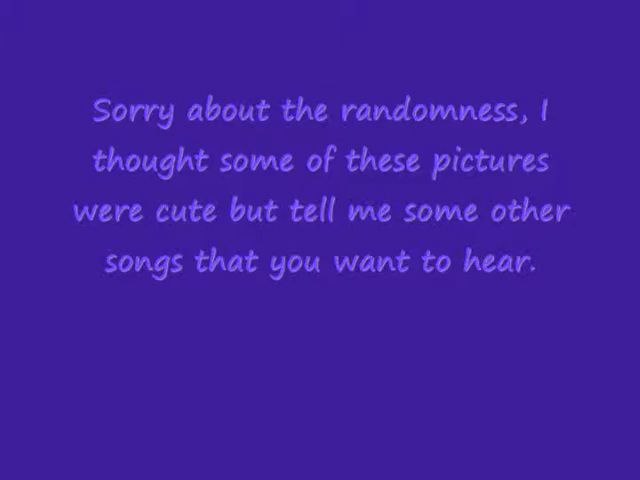 Sorry about the randomness, I
thought some of these pictures
were cute but tell me some other
songs that you want to hear.